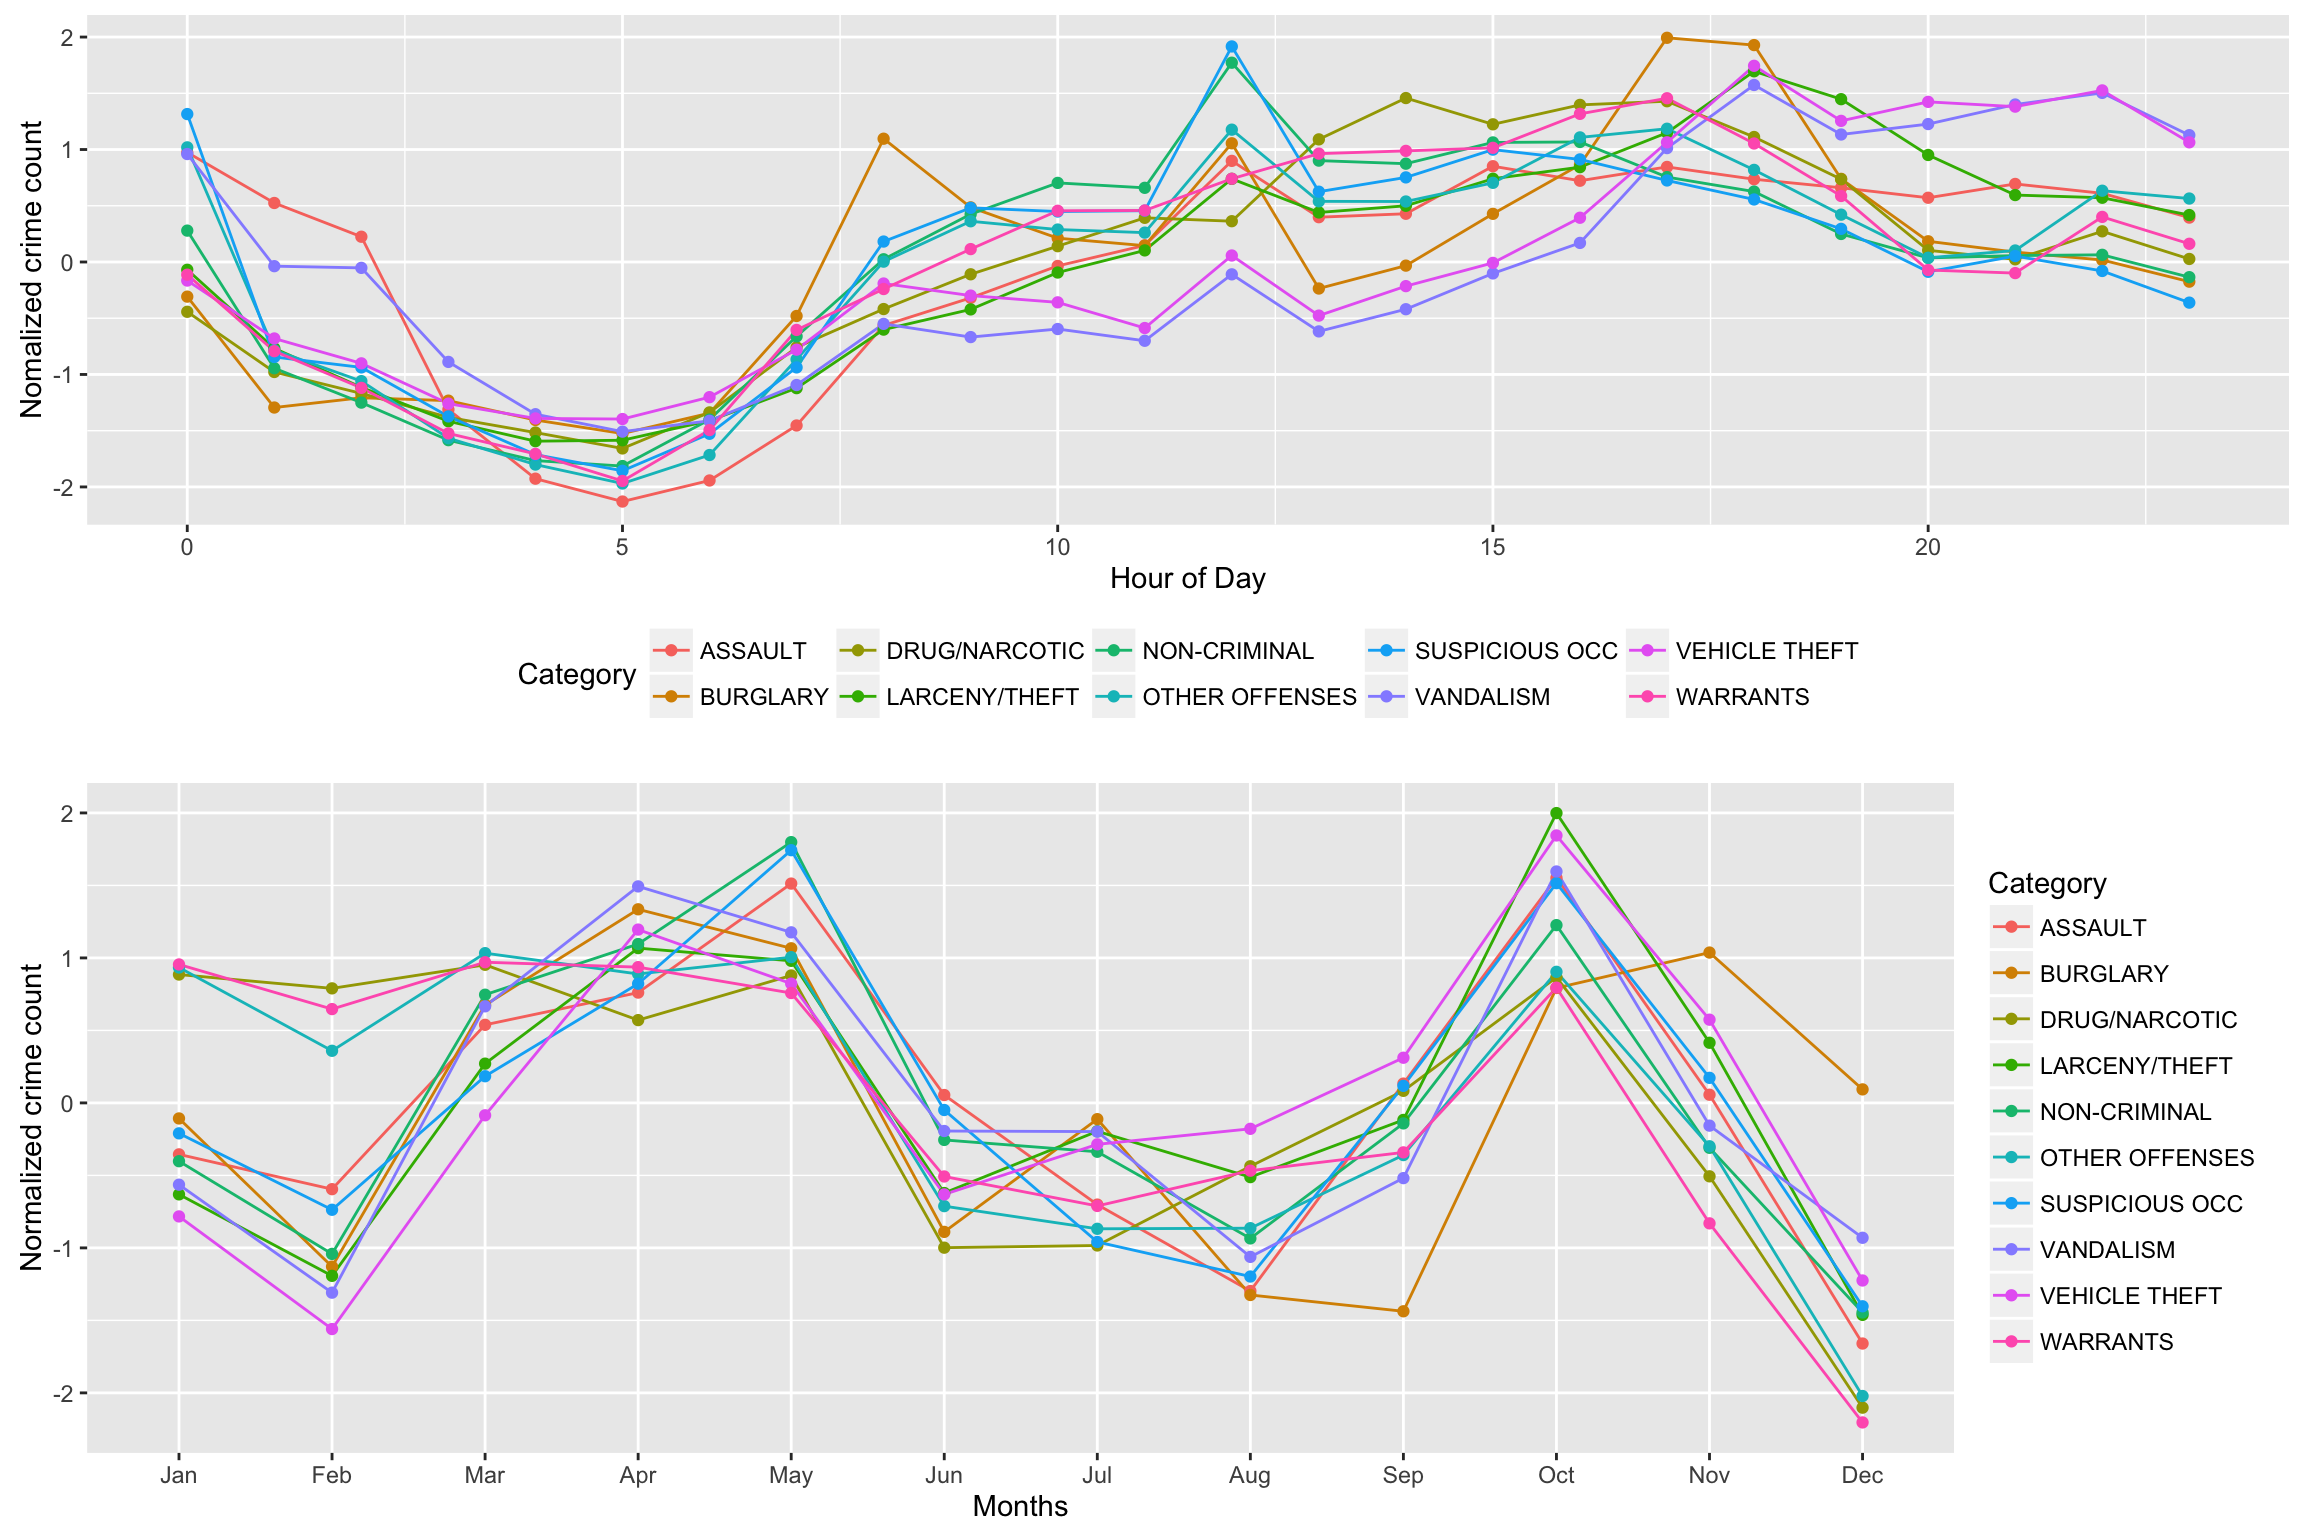 2
1
0
-1
-2
Nomalized crime count
0 5 10 15 20
Hour of Day
Category
ASSAULT DRUG/NARCOTIC NON-CRIMINAL SUSPICIOUS OCC VEHICLE THEFT
BURGLARY LARCENY/THEFT OTHER OFFENSES VANDALISM WARRANTS
2
1
0
-1
-2
Normalized crime count
Jan Feb Mar Apr May Jun Jul Aug Sep Oct Nov Dec
Months
Category
ASSAULT
BURGLARY
DRUG/NARCOTIC
LARCENY/THEFT
NON-CRIMINAL
OTHER OFFENSES
SUSPICIOUS OCC
VANDALISM
VEHICLE THEFT
WARRANTS